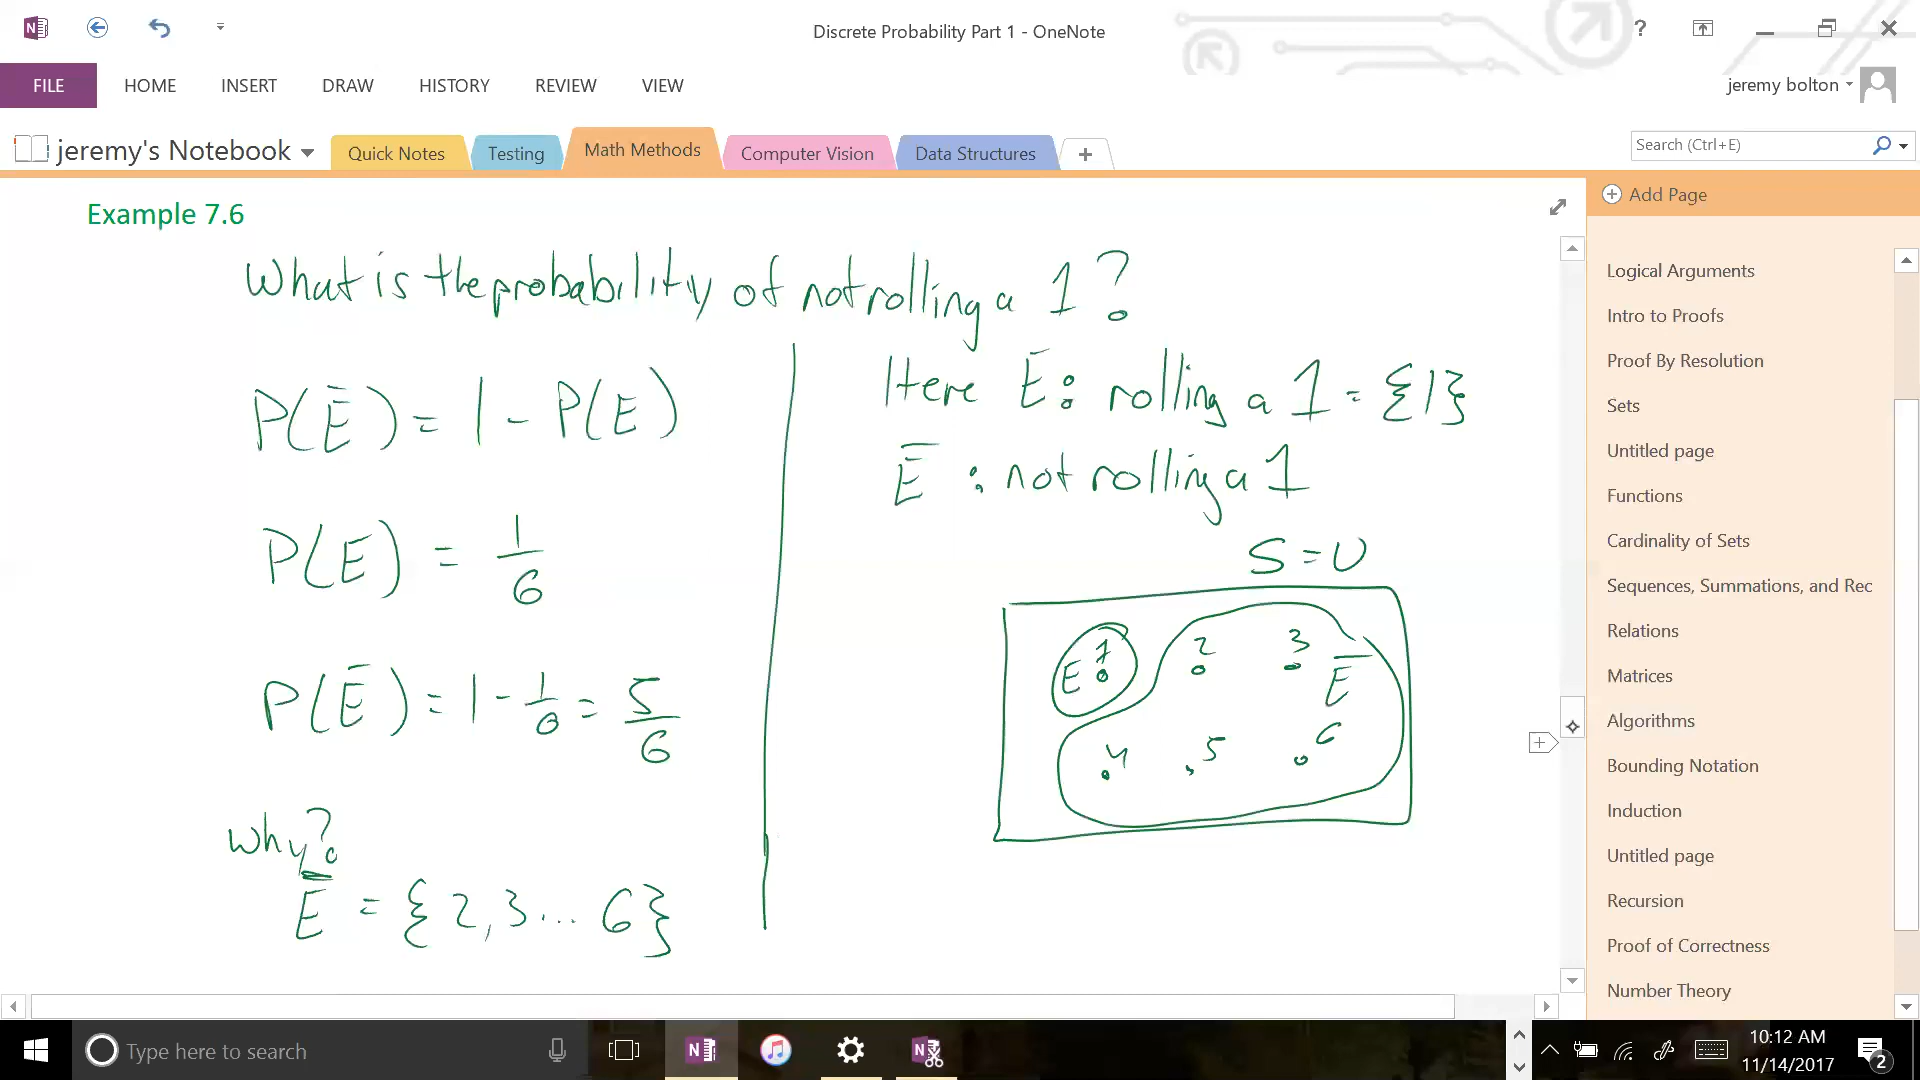 Discrete Probability Part 1 - OneNote
?
FILE HOME INSERT DRAW HISTORY REVIEW VIEW
jeremy bolton
jeremy's Notebook Quick Notes Testing Math Methods Computer Vision Data Structures +
Search (Ctrl+E)
Add Page
Example 7.6
What is the probability of not rolling a 1?
P(Ē) = 1 - P(E)
P(E) = 1/6
P(Ē) = 1 - 1/6 = 5/6
Why?
Ē = {2,3... 6}
Here E: rolling a 1 = {1}
Ē : not rolling a 1
S = U
E 1 2 3 Ē
4 5 6
Logical Arguments
Intro to Proofs
Proof By Resolution
Sets
Untitled page
Functions
Cardinality of Sets
Sequences, Summations, and Rec
Relations
Matrices
Algorithms
Bounding Notation
Induction
Untitled page
Recursion
Proof of Correctness
Number Theory
Type here to search
10:12 AM
11/14/2017
2